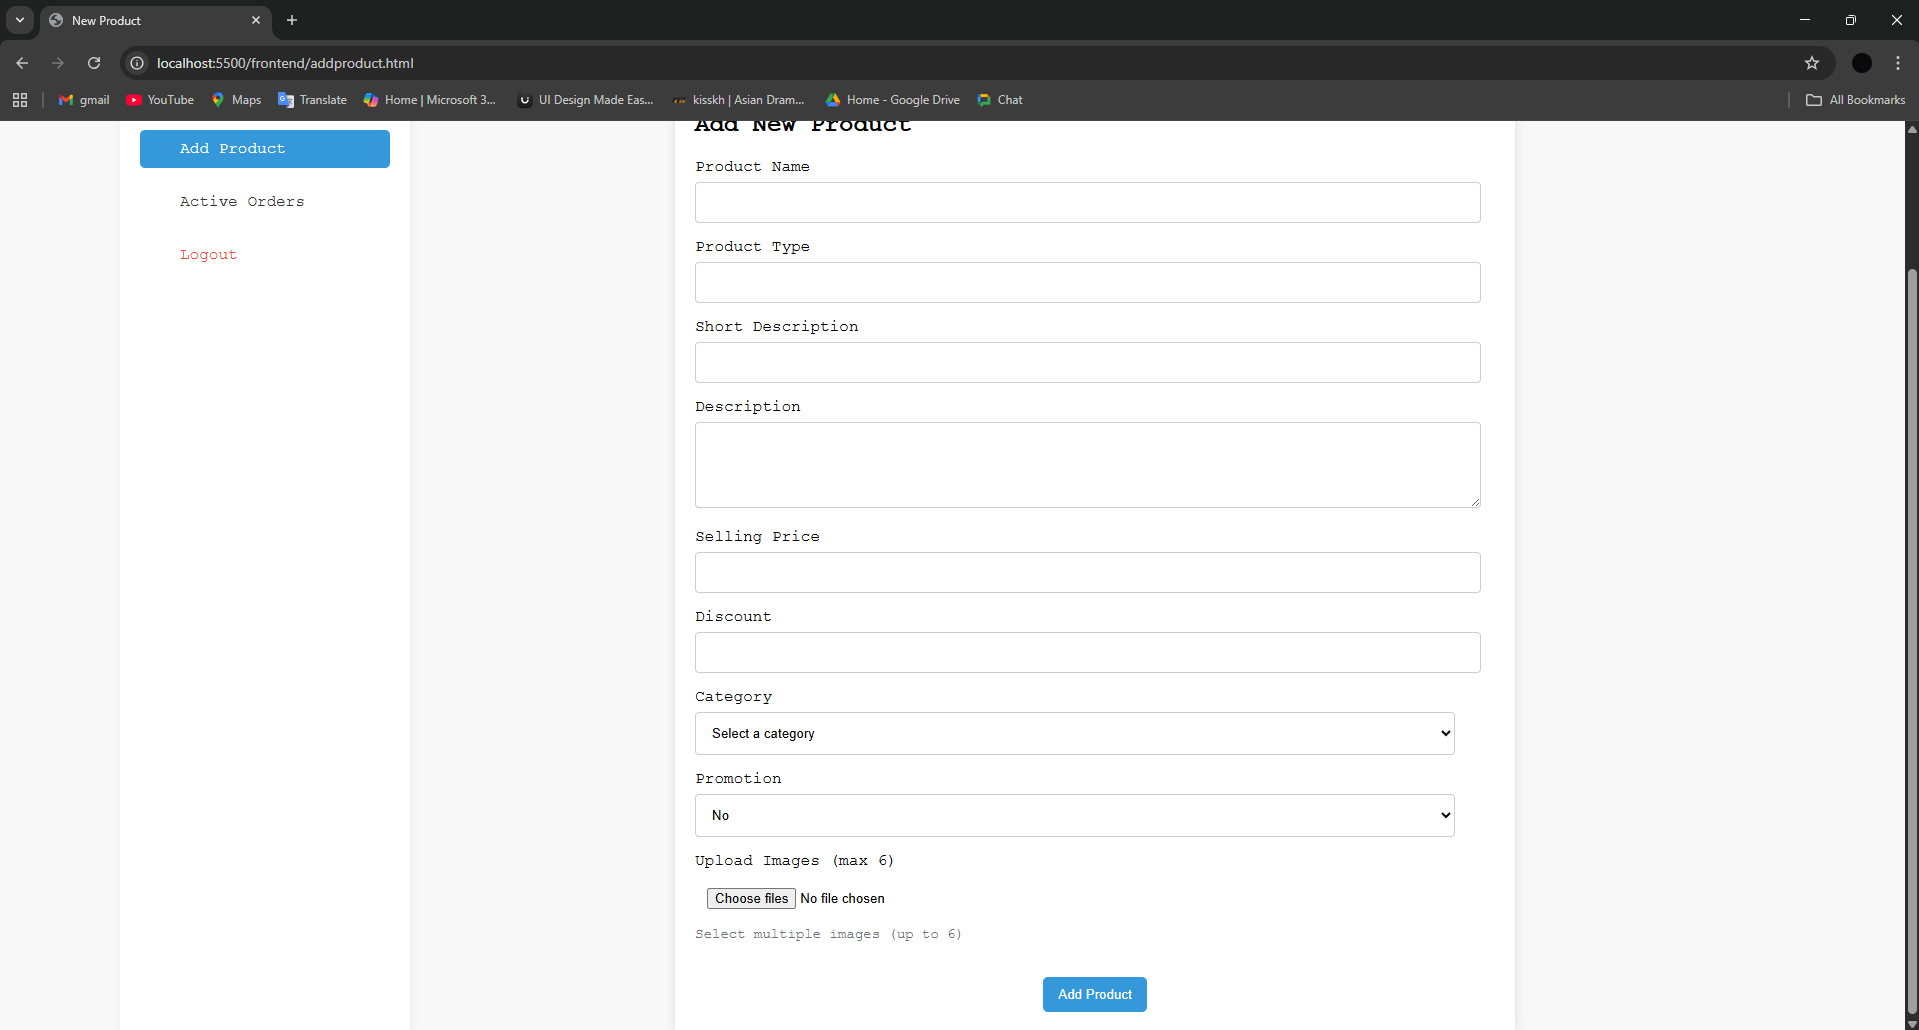 New Product
localhost:5500/frontend/addproduct.html
gmail
YouTube
Maps
Translate
Home | Microsoft 3...
UI Design Made Eas...
kisskh | Asian Dram...
Home - Google Drive
Chat
All Bookmarks
Add Product
Active Orders
Logout
Add New Product
Product Name
Product Type
Short Description
Description
Selling Price
Discount
Category
Select a category
Promotion
No
Upload Images (max 6)
Choose files No file chosen
Select multiple images (up to 6)
Add Product